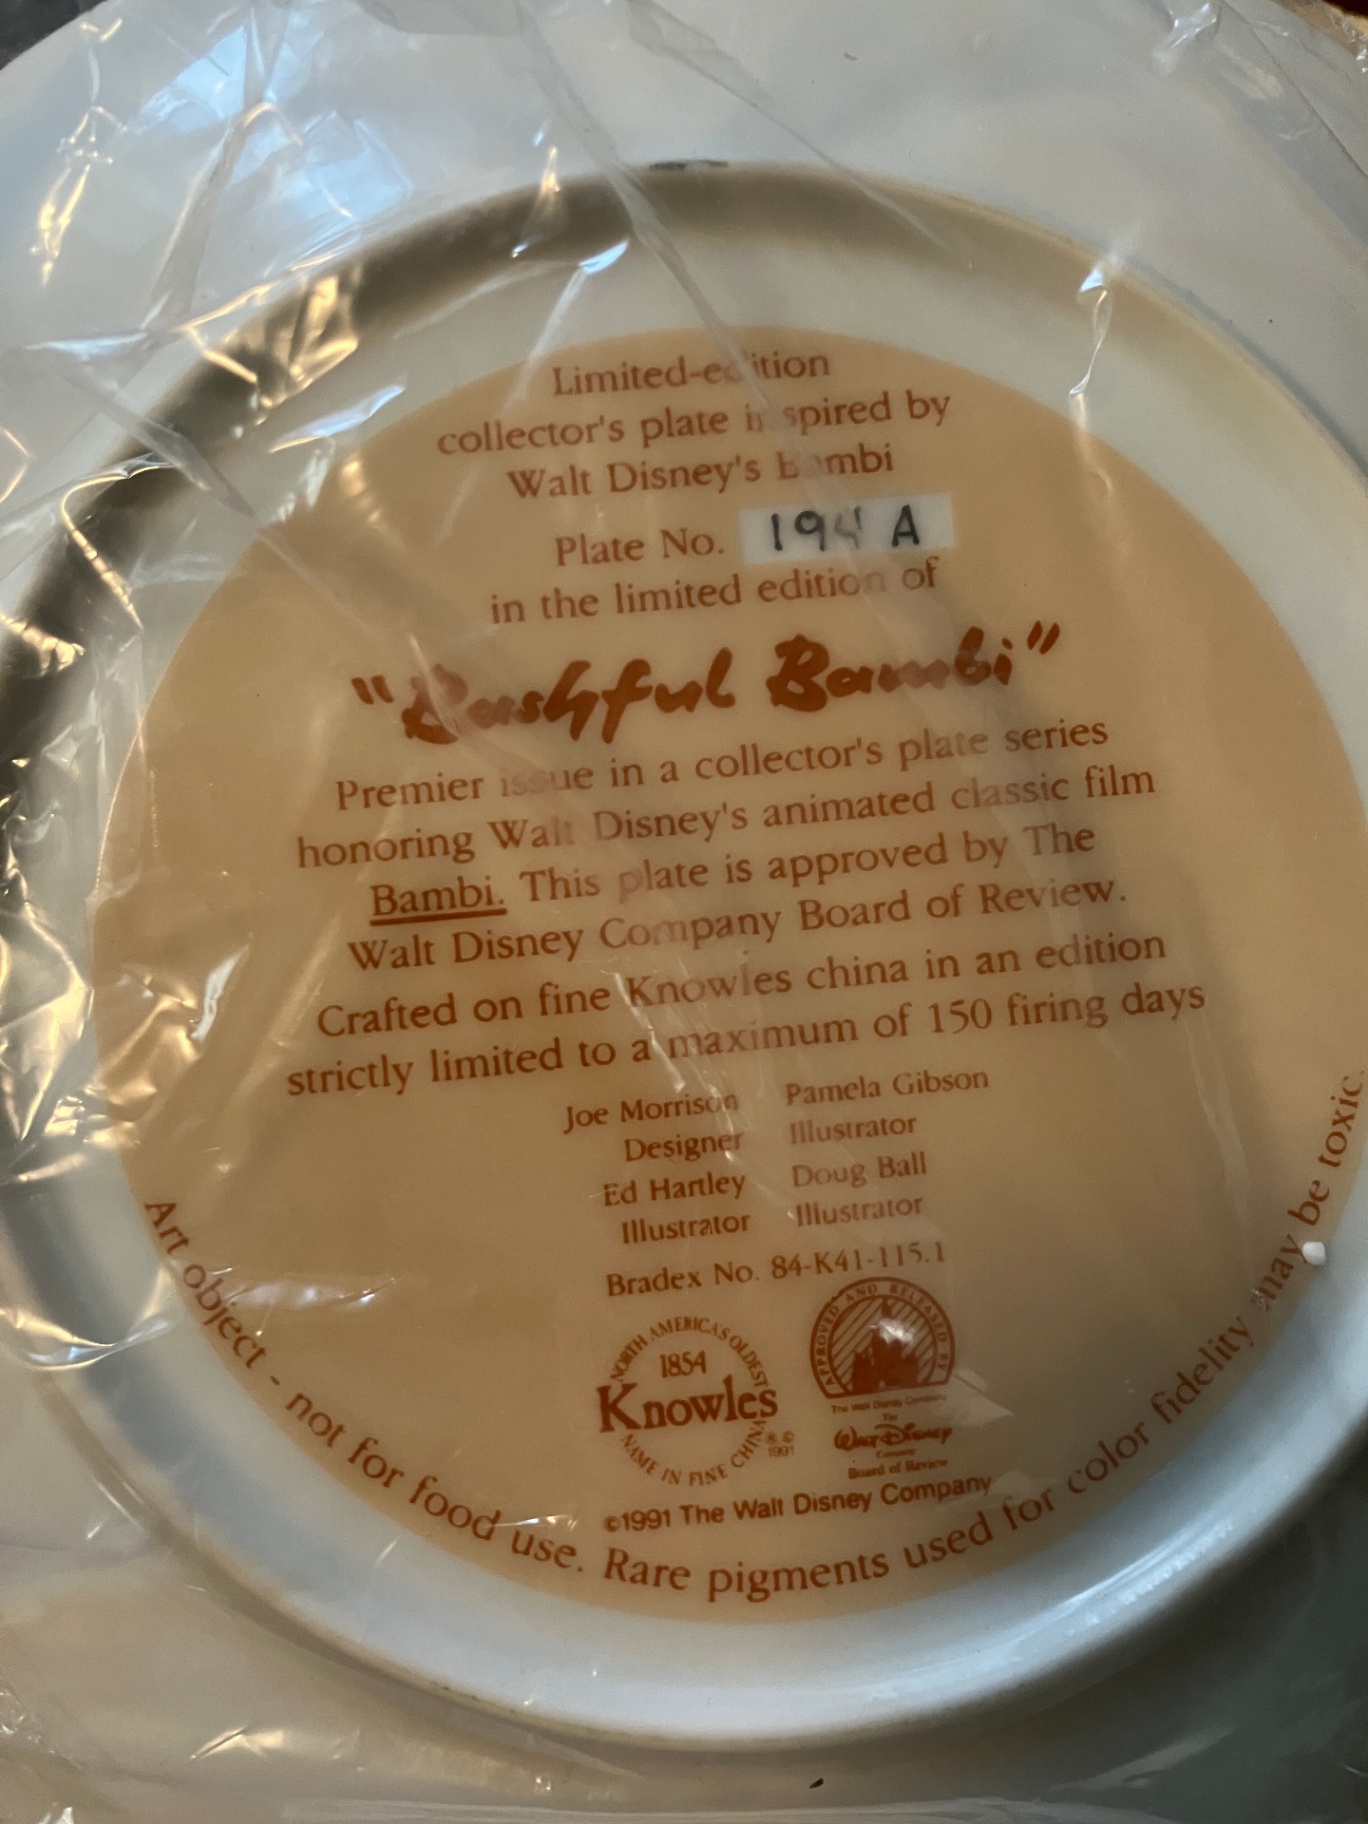 Limited-edition
collector's plate inspired by
Walt Disney's Bambi
Plate No. 194 A
in the limited edition of
"Bashful Bambi"
Premier issue in a collector's plate series
honoring Walt Disney's animated classic film
Bambi. This plate is approved by The
Walt Disney Company Board of Review.
Crafted on fine Knowles china in an edition
strictly limited to a maximum of 150 firing days
Joe Morrison Pamela Gibson
Designer Illustrator
Ed Hartley Doug Ball
Illustrator Illustrator
Bradex No. 84-K41-115.1
NORTH AMERICA'S OLDEST
1854
Knowles
NAME IN FINE CHINA
®©
1991
APPROVED AND RELEASED BY
The Walt Disney Company
The
Walt Disney
Company
Board of Review
©1991 The Walt Disney Company
Art object - not for food use. Rare pigments used for color fidelity may be toxic.